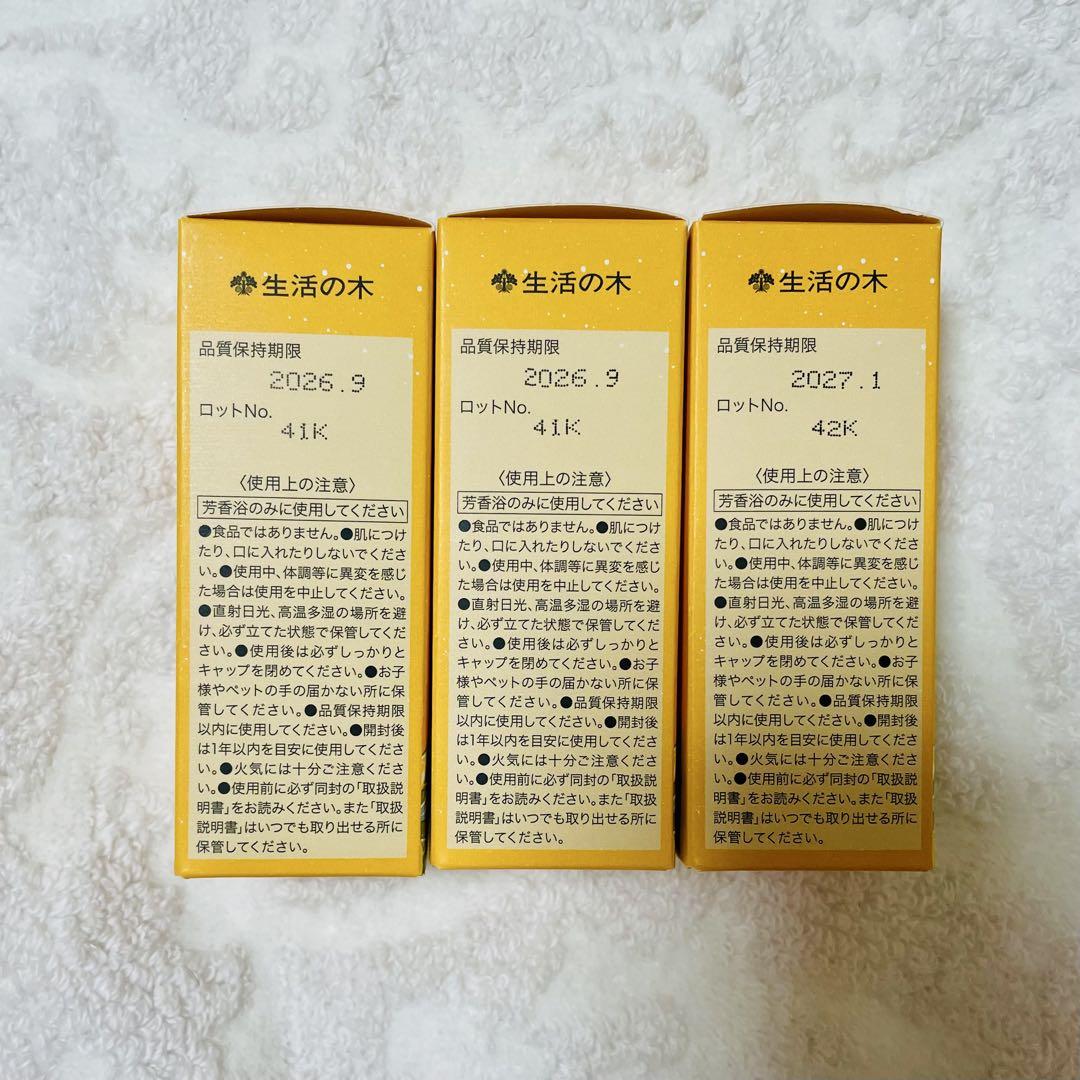 生活の木
品質保持期限
2026.9
ロットNo.
41K
〈使用上の注意〉
芳香浴のみに使用してください
●食品ではありません。●肌につけ
たり、口に入れたりしないでくださ
い。●使用中、体調等に異変を感じ
た場合は使用を中止してください。
●直射日光、高温多湿の場所を避
け、必ず立てた状態で保管してくだ
さい。●使用後は必ずしっかりと
キャップを閉めてください。●お子
様やペットの手の届かない所に保
管してください。●品質保持期限
以内に使用してください。●開封後
は1年以内を目安に使用してくださ
い。●火気には十分ご注意くださ
い。●使用前に必ず同封の「取扱説
明書」をお読みください。また「取扱
説明書」はいつでも取り出せる所に
保管してください。
生活の木
品質保持期限
2026.9
ロットNo.
41K
〈使用上の注意〉
芳香浴のみに使用してください
●食品ではありません。●肌につけ
たり、口に入れたりしないでくださ
い。●使用中、体調等に異変を感じ
た場合は使用を中止してください。
●直射日光、高温多湿の場所を避
け、必ず立てた状態で保管してくだ
さい。●使用後は必ずしっかりと
キャップを閉めてください。●お子
様やペットの手の届かない所に保
管してください。●品質保持期限
以内に使用してください。●開封後
は1年以内を目安に使用してくださ
い。●火気には十分ご注意くださ
い。●使用前に必ず同封の「取扱説
明書」をお読みください。また「取扱
説明書」はいつでも取り出せる所に
保管してください。
生活の木
品質保持期限
2027.1
ロットNo.
42K
〈使用上の注意〉
芳香浴のみに使用してください
●食品ではありません。●肌につけ
たり、口に入れたりしないでくださ
い。●使用中、体調等に異変を感じ
た場合は使用を中止してください。
●直射日光、高温多湿の場所を避
け、必ず立てた状態で保管してくだ
さい。●使用後は必ずしっかりと
キャップを閉めてください。●お子
様やペットの手の届かない所に保
管してください。●品質保持期限
以内に使用してください。●開封後
は1年以内を目安に使用してくださ
い。●火気には十分ご注意くださ
い。●使用前に必ず同封の「取扱説
明書」をお読みください。また「取扱
説明書」はいつでも取り出せる所に
保管してください。